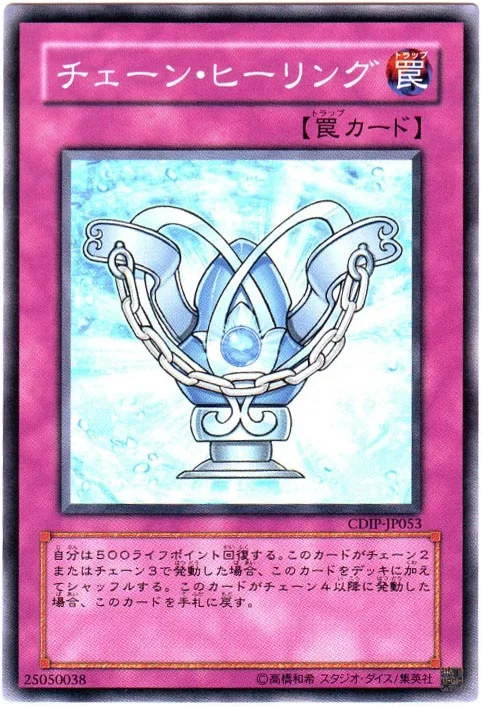 チェーン・ヒーリング 罠
トラップ
【罠カード】
トラップ
CDIP-JP053
自分は500ライフポイント回復する。このカードがチェーン2
またはチェーン3で発動した場合、このカードをデッキに加え
てシャッフルする。このカードがチェーン4以降に発動した
場合、このカードを手札に戻す。
25050038
©高橋和希 スタジオ・ダイス/集英社